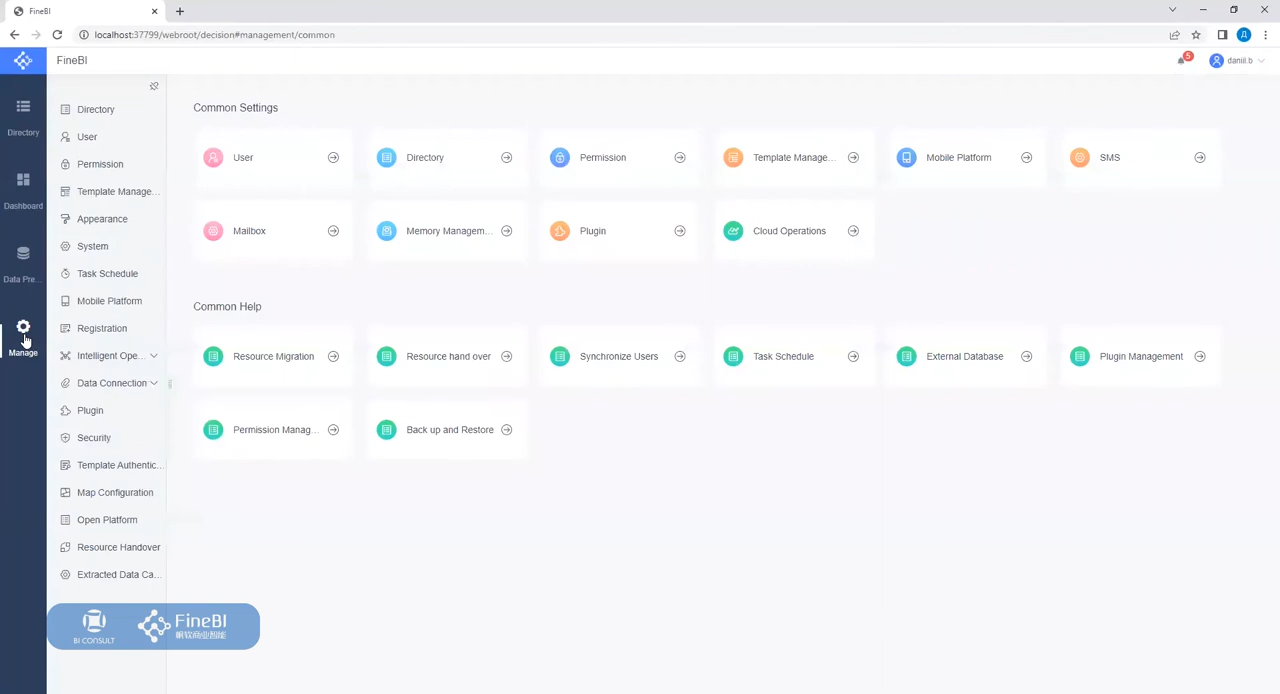 FineBI
localhost:37799/webroot/decision#management/common
Д
FineBI
5
daniil.b
Directory
Dashboard
Data Pre...
Manage
Directory
User
Permission
Template Manage...
Appearance
System
Task Schedule
Mobile Platform
Registration
Intelligent Ope...
Data Connection
Plugin
Security
Template Authentic...
Map Configuration
Open Platform
Resource Handover
Extracted Data Ca...
Common Settings
User
Directory
Permission
Template Manage...
Mobile Platform
SMS
Mailbox
Memory Managem...
Plugin
Cloud Operations
Common Help
Resource Migration
Resource hand over
Synchronize Users
Task Schedule
External Database
Plugin Management
Permission Manag...
Back up and Restore
BI CONSULT
FineBI
帆软商业智能